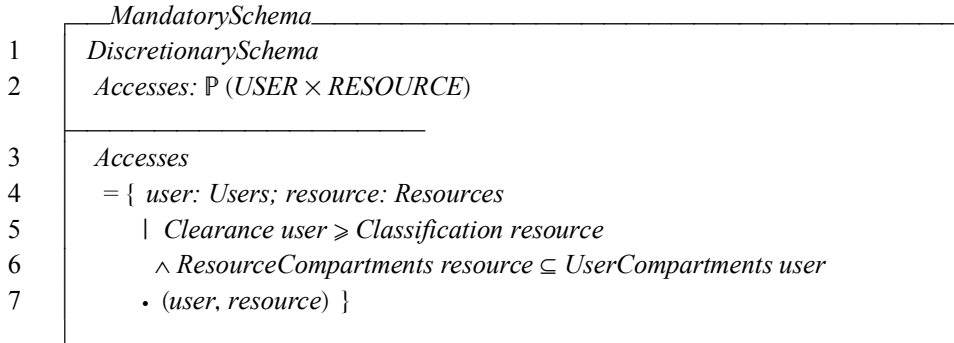 MandatorySchema
1 DiscretionarySchema
2 Accesses: ℙ (USER × RESOURCE)
3 Accesses
4 = { user: Users; resource: Resources
5 | Clearance user ⩾ Classification resource
6 ∧ ResourceCompartments resource ⊆ UserCompartments user
7 • (user, resource) }